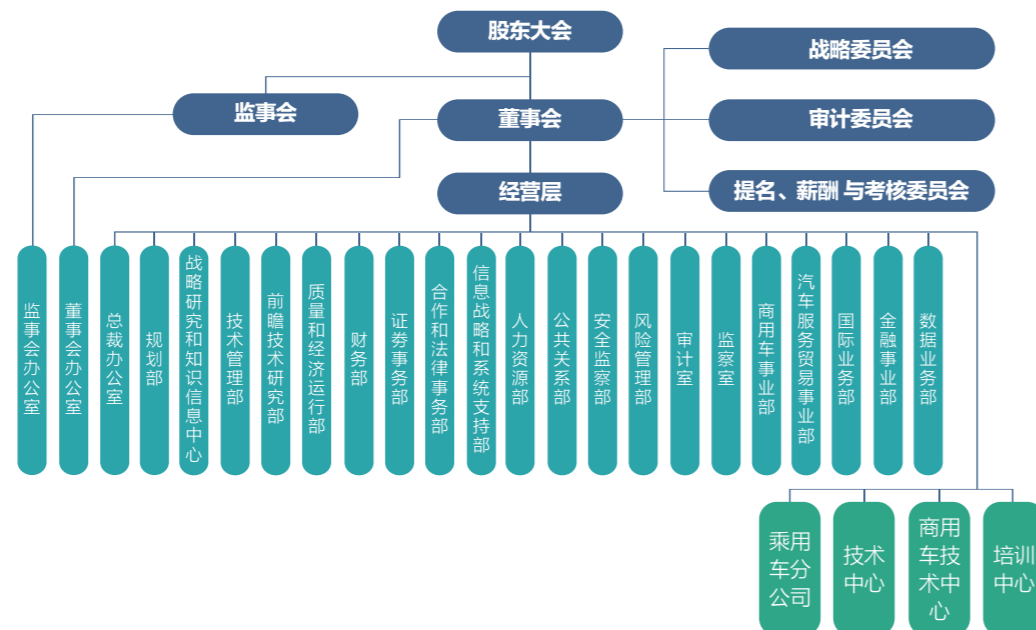 股东大会
战略委员会
监事会
董事会
审计委员会
经营层
提名、薪酬 与考核委员会
监事会办公室
董事会办公室
总裁办公室
规划部
战略研究和知识信息中心
技术管理部
前瞻技术研究部
质量和经济运行部
财务部
证券事务部
合作和法律事务部
信息战略和系统支持部
人力资源部
公共关系部
安全监察部
风险管理部
审计室
监察室
商用车事业部
汽车服务贸易事业部
国际业务部
金融事业部
数据业务部
乘用
车分
公司
技术
中心
商用
车技
术中
心
培训
中心